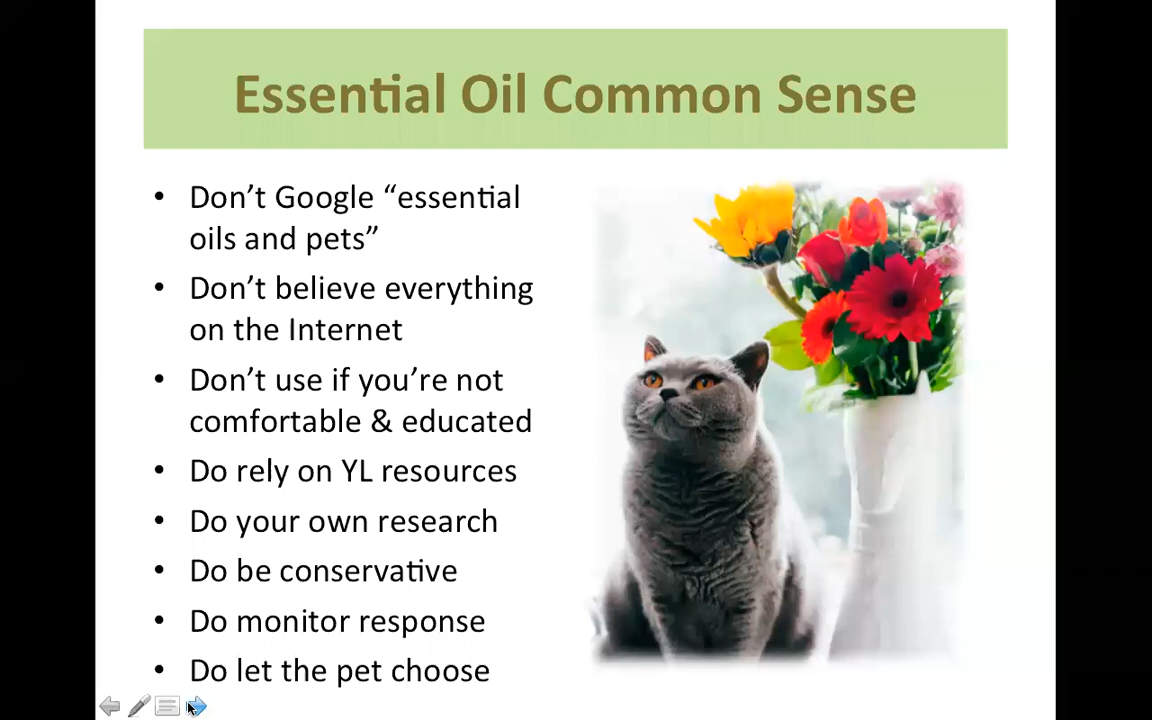 Essential Oil Common Sense
• Don’t Google “essential
oils and pets”
• Don’t believe everything
on the Internet
• Don’t use if you’re not
comfortable & educated
• Do rely on YL resources
• Do your own research
• Do be conservative
• Do monitor response
• Do let the pet choose